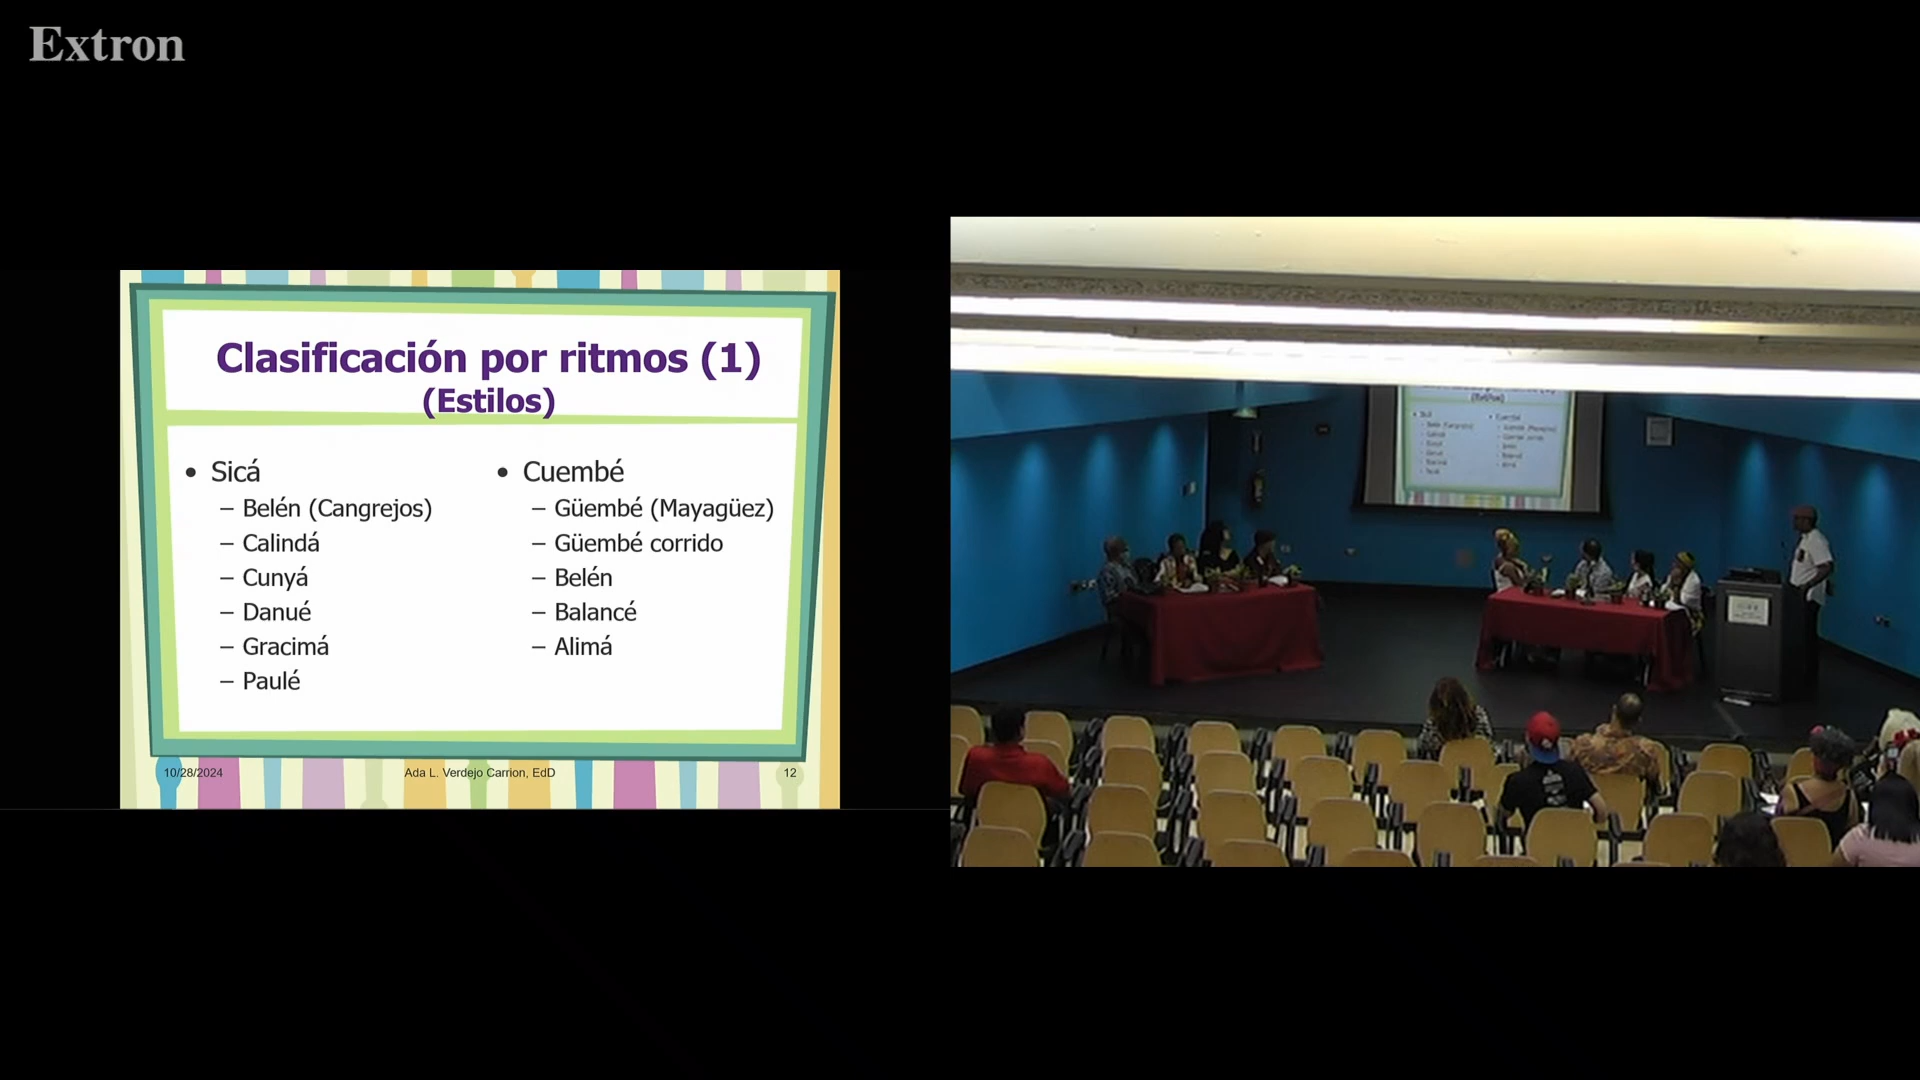 Extron
Clasificación por ritmos (1)
(Estilos)
• Sicá
– Belén (Cangrejos)
– Calindá
– Cunyá
– Danué
– Gracimá
– Paulé
• Cuembé
– Güembé (Mayagüez)
– Güembé corrido
– Belén
– Balancé
– Alimá
10/28/2024
Ada L. Verdejo Carrion, EdD
12